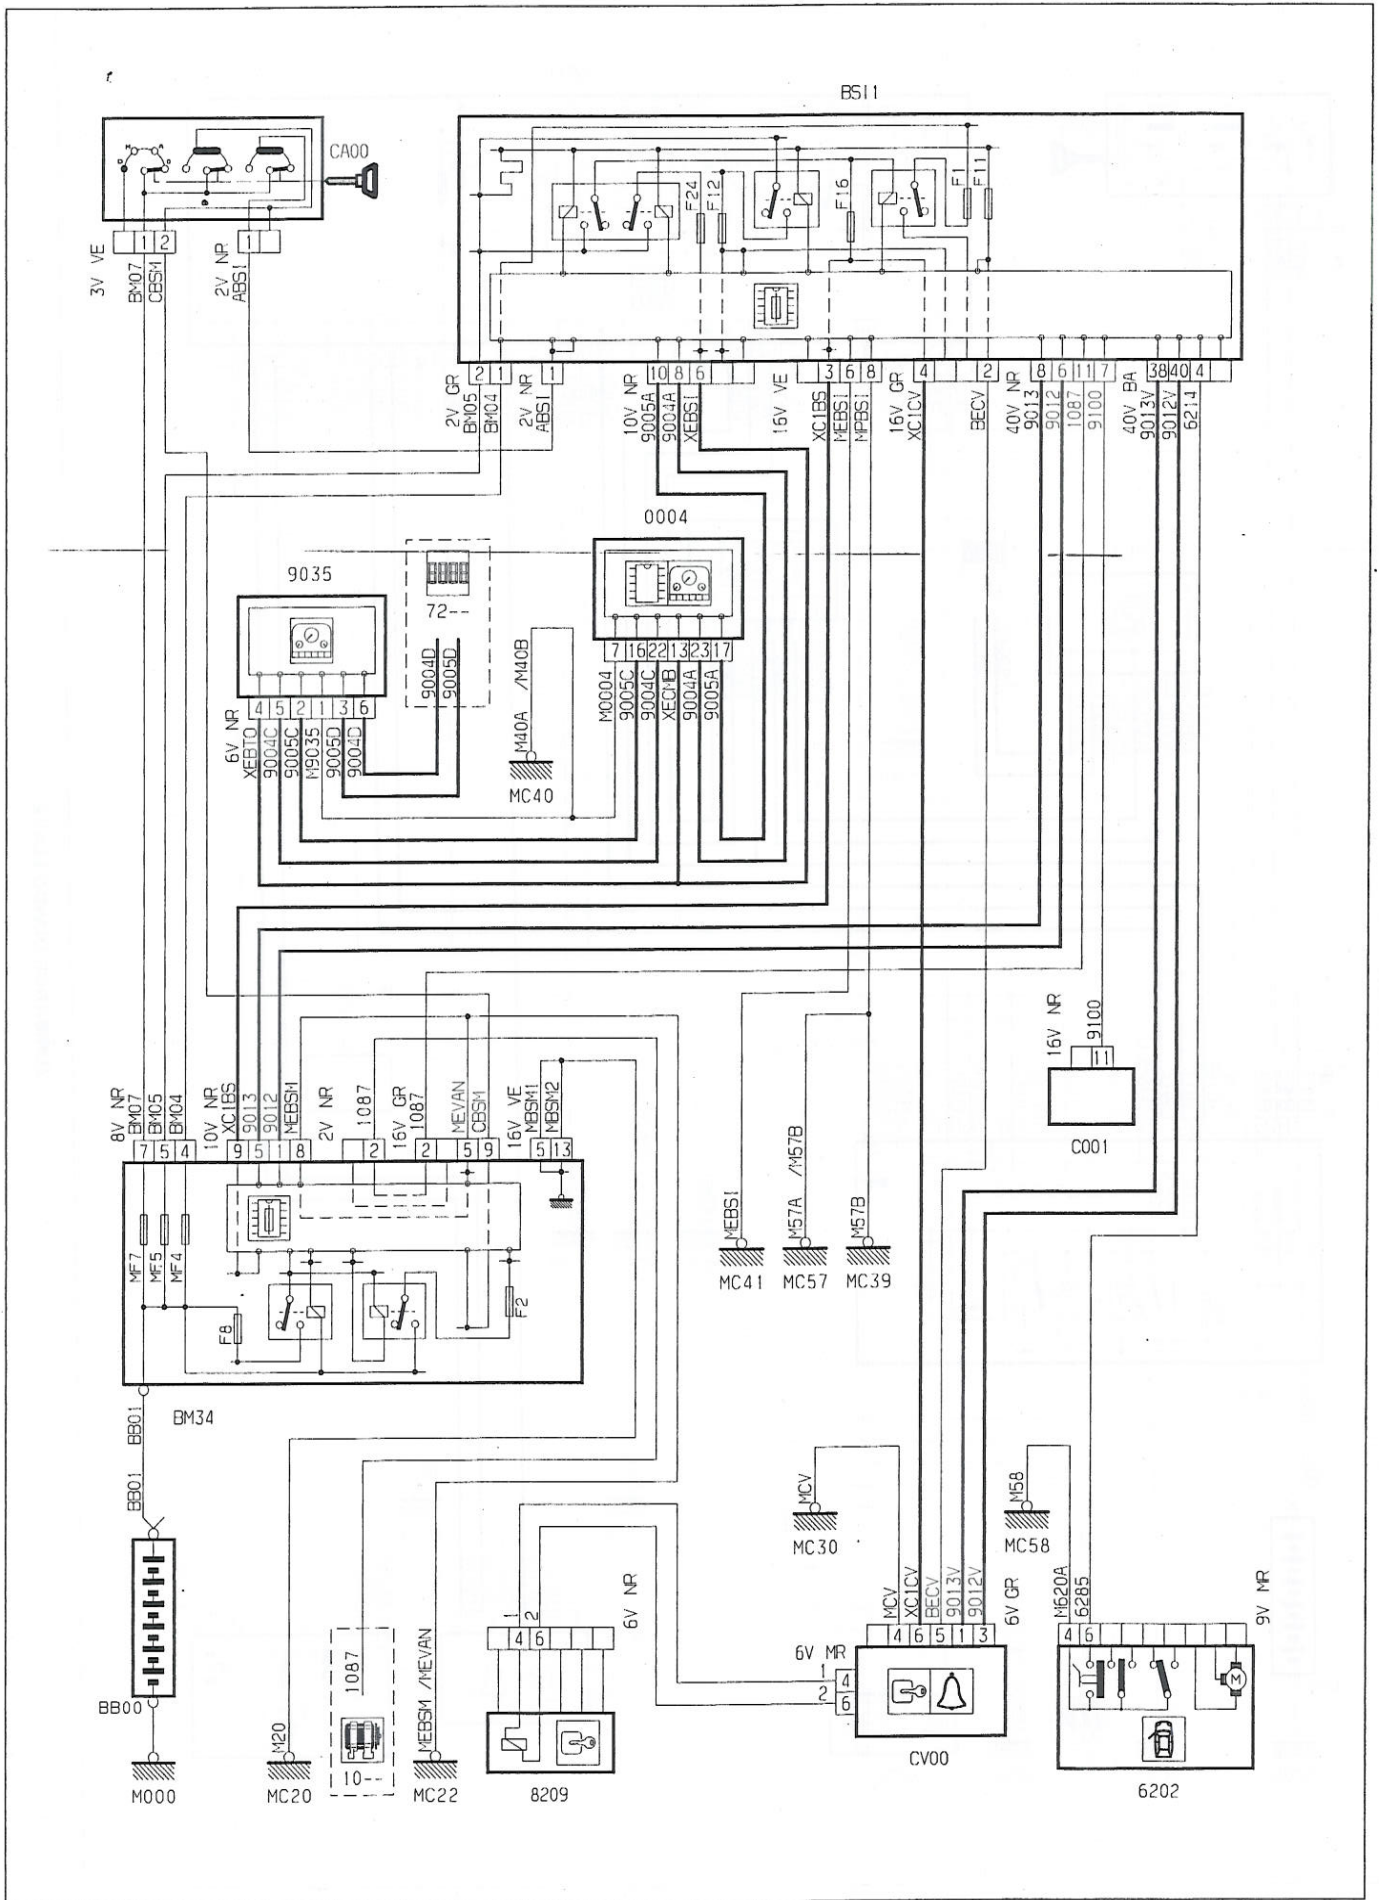 BSI1
CA00
N
A
D
D
1
2
1
3V VE
BM07
CBSM
2V NR
ABSI
F24
F12
F16
F1
F11
2
1
1
10
8
6
3
6
8
4
2
8
6
11
7
38
40
4
2V GR
BM05
BM04
2V NR
ABSI
10V NR
9005A
9004A
XEBSI
16V VE
XC1BS
MEBSI
MPBSI
16V GR
XC1CV
BECV
40V NR
9013
9012
1087
9100
40V BA
9013V
9012V
6214
0004
9035
72--
9004D
9005D
M40A /M40B
MC40
7
16
22
13
23
17
M0004
9005C
9004C
XECMB
9004A
9005A
4
5
2
1
3
6
6V NR
XEBTO
9004C
9005C
M9035
9005D
9004D
16V NR
9100
11
C001
8V NR
BM07
BM05
BM04
10V NR
XC1BS
9013
9012
MEBSM
2V NR
1087
16V GR
1087
MEVAN
CBSM
16V VE
MBSM1
MBSM2
7
5
4
9
5
1
8
2
2
5
9
5
13
MF7
MF5
MF4
F8
F2
MEBSI
M57A /M57B
M57B
MC41
MC57
MC39
BM34
BB01
BB01
BB00
M000
M20
MC20
1087
10--
MEBSM /MEVAN
MC22
1
2
6V NR
4
6
8209
MCV
MC30
M58
MC58
MCV
XC1CV
BECV
9013V
9012V
6V GR
4
6
5
1
3
6V MR
1
2
4
6
CV00
M620A
6285
9V MR
4
6
M
6202